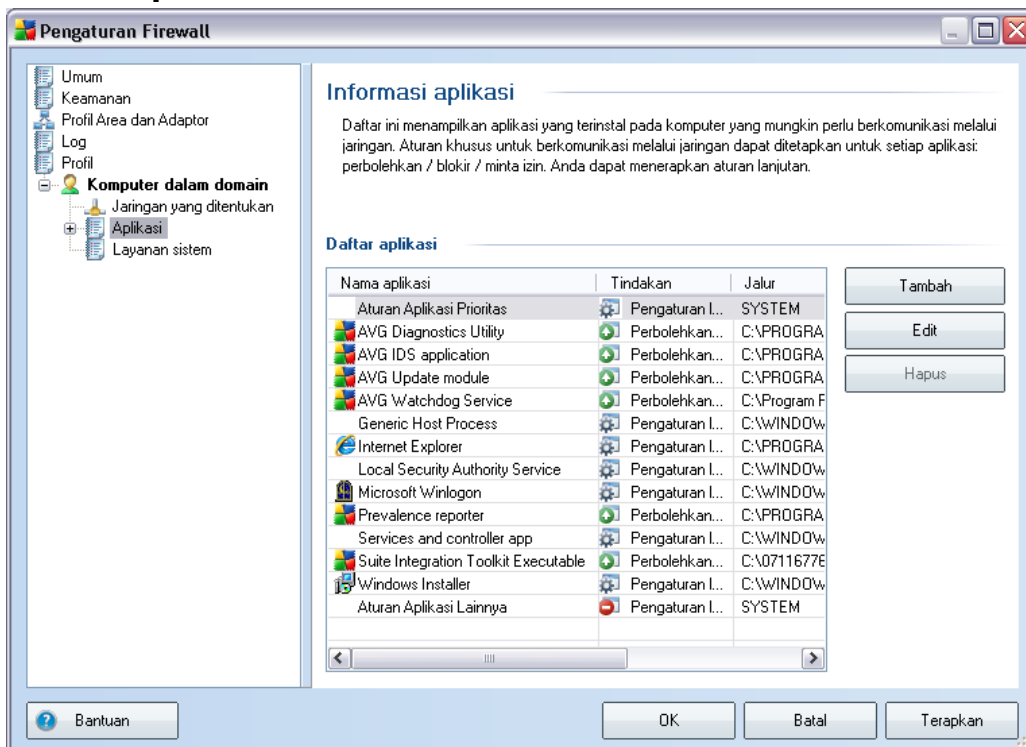 Pengaturan Firewall
Umum
Keamanan
Profil Area dan Adaptor
Log
Profil
Komputer dalam domain
Jaringan yang ditentukan
Aplikasi
Layanan sistem
Informasi aplikasi
Daftar ini menampilkan aplikasi yang terinstal pada komputer yang mungkin perlu berkomunikasi melalui
jaringan. Aturan khusus untuk berkomunikasi melalui jaringan dapat ditetapkan untuk setiap aplikasi:
perbolehkan / blokir / minta izin. Anda dapat menerapkan aturan lanjutan.
Daftar aplikasi
Nama aplikasi Tindakan Jalur
Aturan Aplikasi Prioritas Pengaturan l... SYSTEM
AVG Diagnostics Utility Perbolehkan... C:\PROGRA
AVG IDS application Perbolehkan... C:\PROGRA
AVG Update module Perbolehkan... C:\PROGRA
AVG Watchdog Service Perbolehkan... C:\Program F
Generic Host Process Pengaturan l... C:\WINDOW
Internet Explorer Pengaturan l... C:\PROGRA
Local Security Authority Service Pengaturan l... C:\WINDOW
Microsoft Winlogon Pengaturan l... C:\WINDOW
Prevalence reporter Perbolehkan... C:\PROGRA
Services and controller app Pengaturan l... C:\WINDOW
Suite Integration Toolkit Executable Perbolehkan... C:\0711677E
Windows Installer Pengaturan l... C:\WINDOW
Aturan Aplikasi Lainnya Pengaturan l... SYSTEM
Tambah
Edit
Hapus
Bantuan
OK
Batal
Terapkan